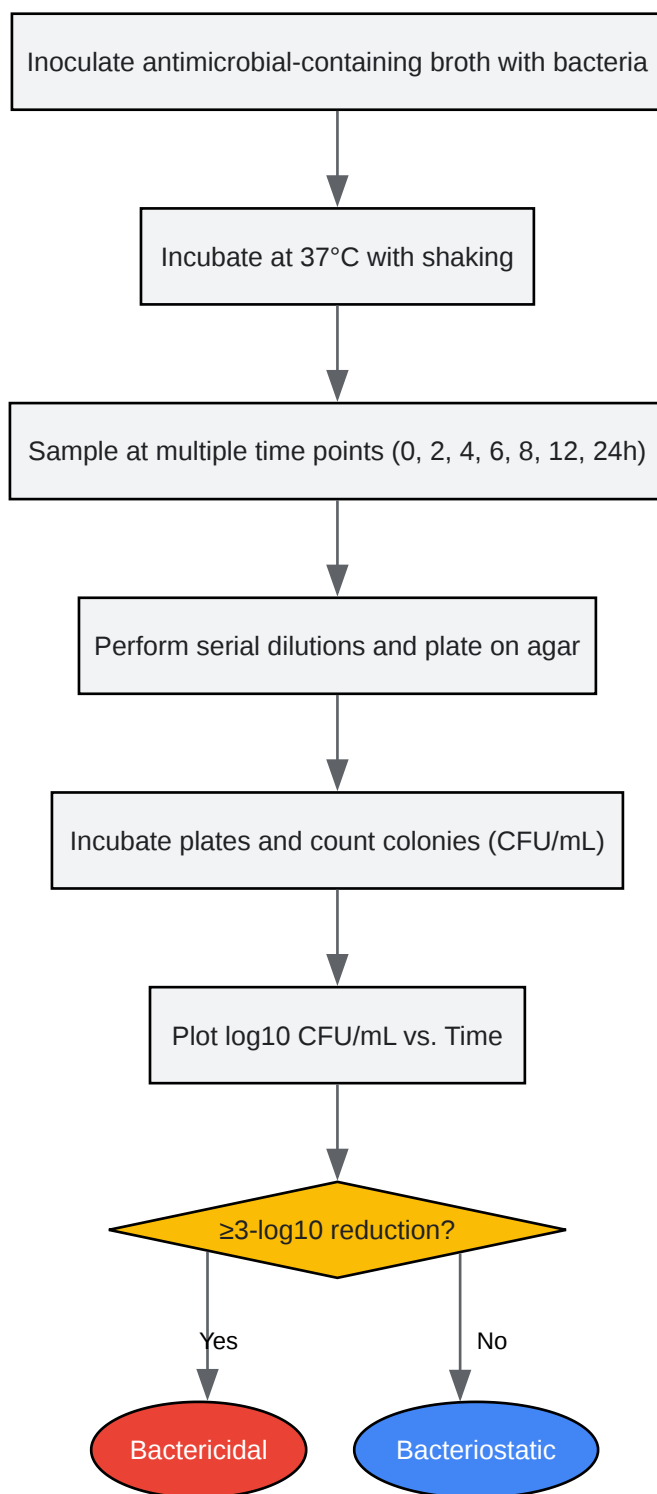 Inoculate antimicrobial-containing broth with bacteria
Incubate at 37°C with shaking
Sample at multiple time points (0, 2, 4, 6, 8, 12, 24h)
Perform serial dilutions and plate on agar
Incubate plates and count colonies (CFU/mL)
Plot log10 CFU/mL vs. Time
≥3-log10 reduction?
Yes
No
Bactericidal
Bacteriostatic